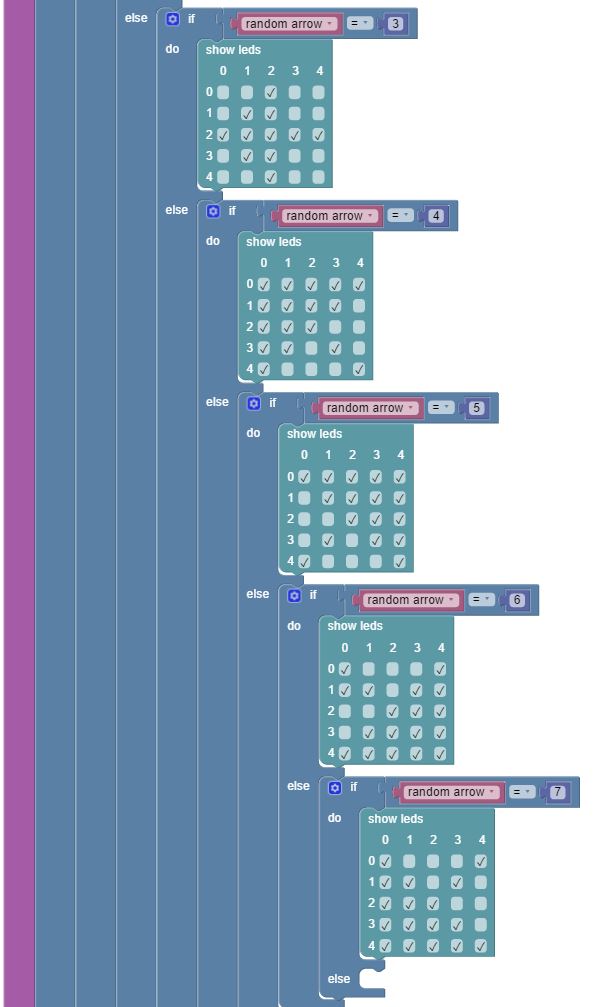 else if random arrow = 3
do show leds
0 1 2 3 4
0
1
2
3
4
else if random arrow = 4
do show leds
0 1 2 3 4
0
1
2
3
4
else if random arrow = 5
do show leds
0 1 2 3 4
0
1
2
3
4
else if random arrow = 6
do show leds
0 1 2 3 4
0
1
2
3
4
else if random arrow = 7
do show leds
0 1 2 3 4
0
1
2
3
4
else